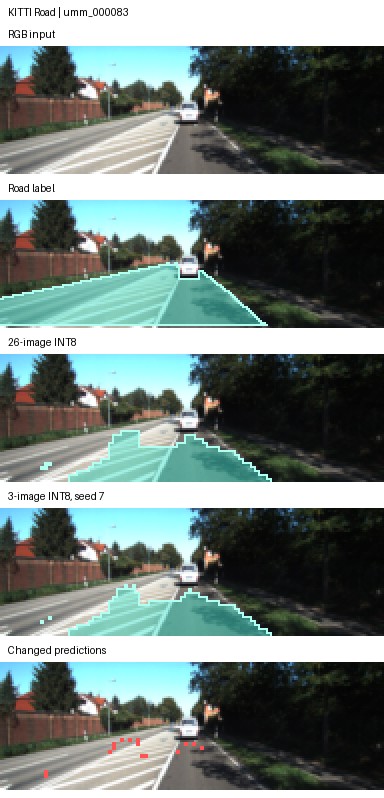 KITTI Road | umm_000083
RGB input
Road label
26-image INT8
3-image INT8, seed 7
Changed predictions